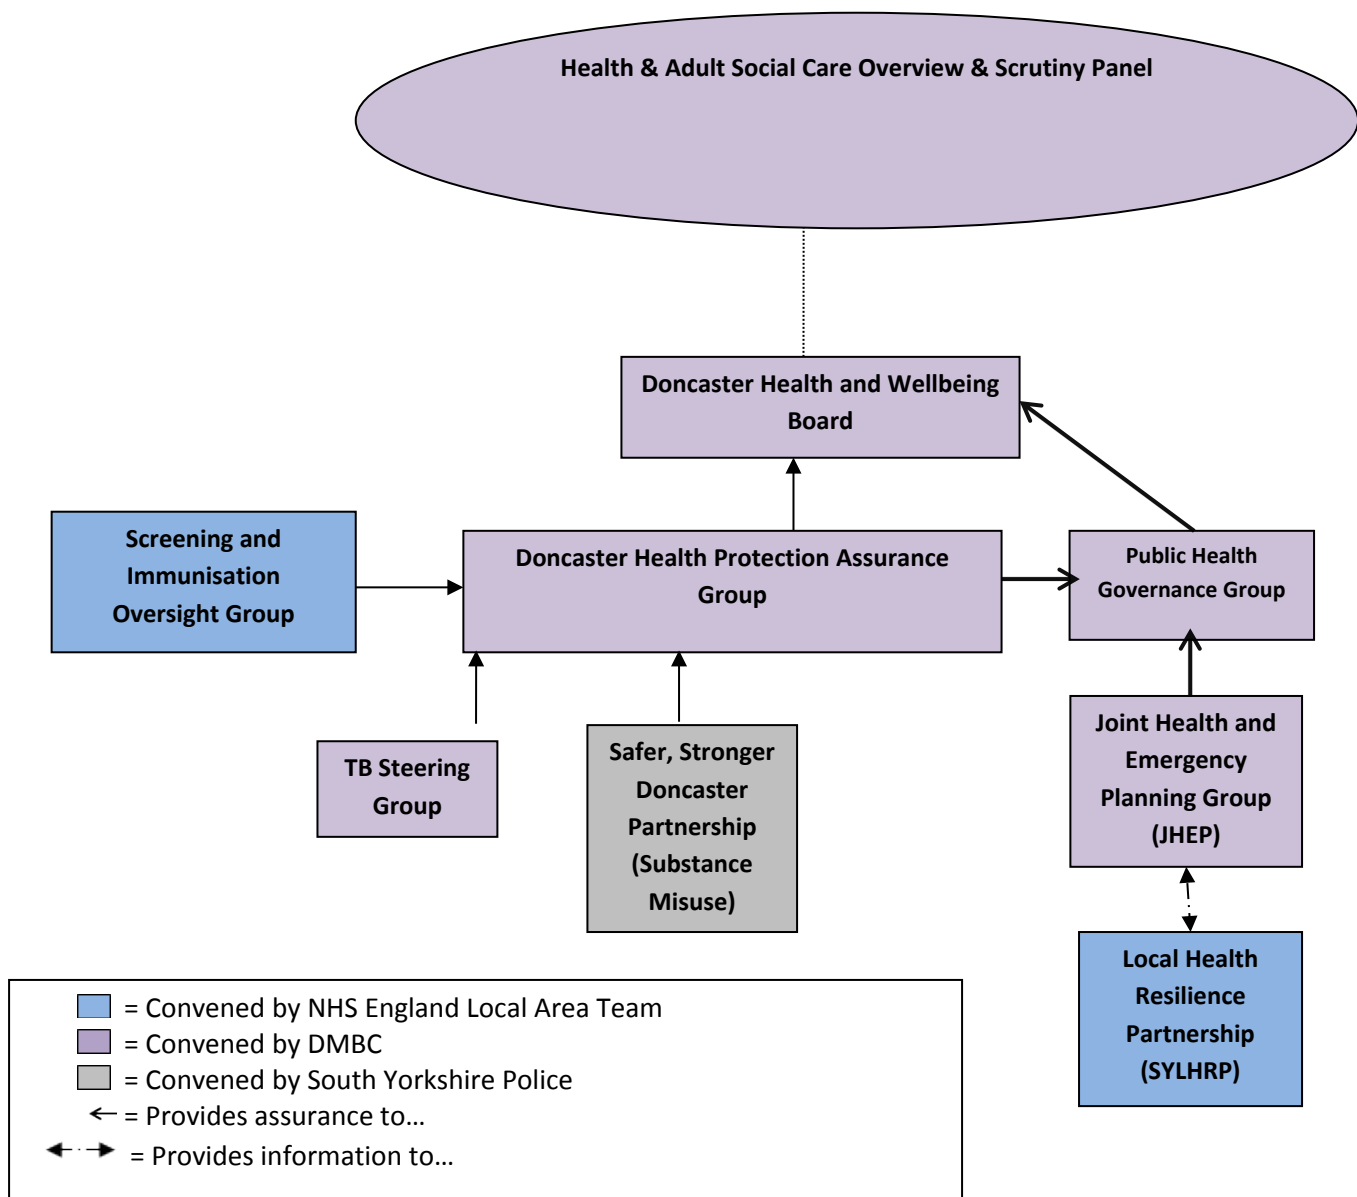 Health & Adult Social Care Overview & Scrutiny Panel
Doncaster Health and Wellbeing
Board
Screening and
Immunisation
Oversight Group
Doncaster Health Protection Assurance
Group
Public Health
Governance Group
TB Steering
Group
Safer, Stronger
Doncaster
Partnership
(Substance
Misuse)
Joint Health and
Emergency
Planning Group
(JHEP)
Local Health
Resilience
Partnership
(SYLHRP)
= Convened by NHS England Local Area Team
= Convened by DMBC
= Convened by South Yorkshire Police
= Provides assurance to…
= Provides information to…